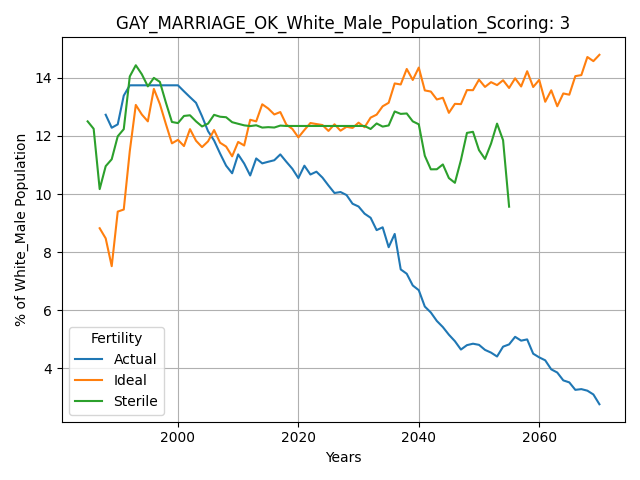 GAY_MARRIAGE_OK_White_Male_Population_Scoring: 3
% of White_Male Population
14
12
10
8
6
4
Fertility
Actual
Ideal
Sterile
2000 2020 2040 2060
Years